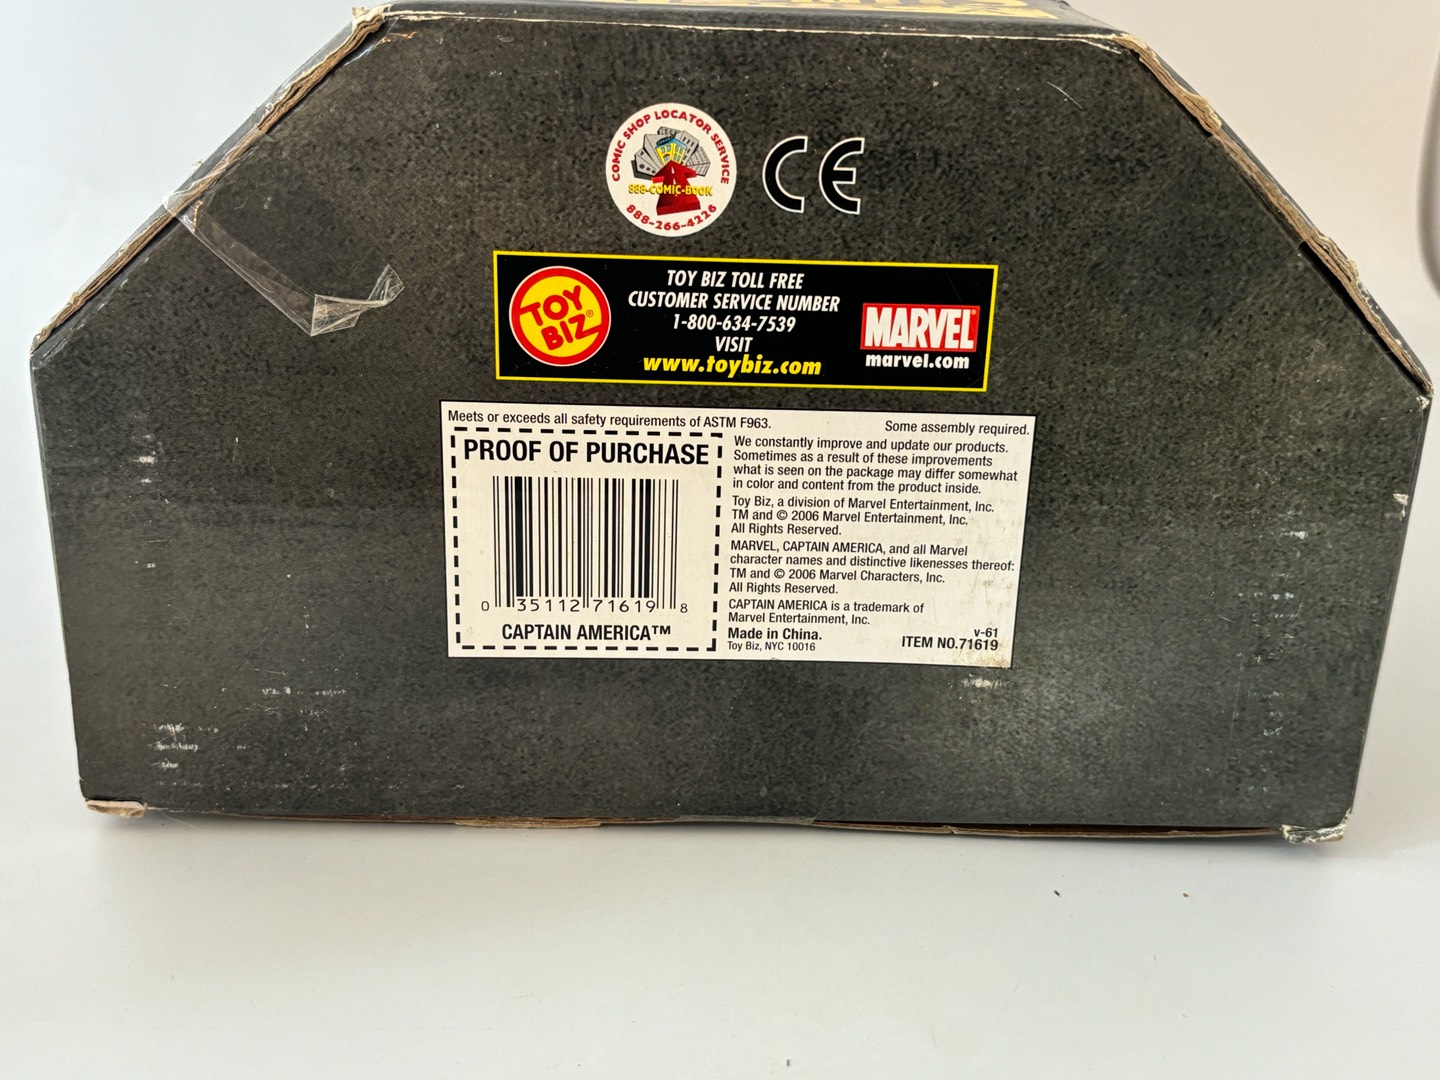 COMIC SHOP LOCATOR SERVICE
888-COMIC-BOOK
888-266-4226
CE
TOY BIZ®
TOY BIZ TOLL FREE
CUSTOMER SERVICE NUMBER
1-800-634-7539
VISIT
www.toybiz.com
MARVEL
marvel.com
Meets or exceeds all safety requirements of ASTM F963.
Some assembly required.
PROOF OF PURCHASE
0 35112 71619 8
CAPTAIN AMERICA™
We constantly improve and update our products.
Sometimes as a result of these improvements
what is seen on the package may differ somewhat
in color and content from the product inside.
Toy Biz, a division of Marvel Entertainment, Inc.
TM and © 2006 Marvel Entertainment, Inc.
All Rights Reserved.
MARVEL, CAPTAIN AMERICA, and all Marvel
character names and distinctive likenesses thereof:
TM and © 2006 Marvel Characters, Inc.
All Rights Reserved.
CAPTAIN AMERICA is a trademark of
Marvel Entertainment, Inc.
Made in China.
Toy Biz, NYC 10016
v-61
ITEM NO.71619